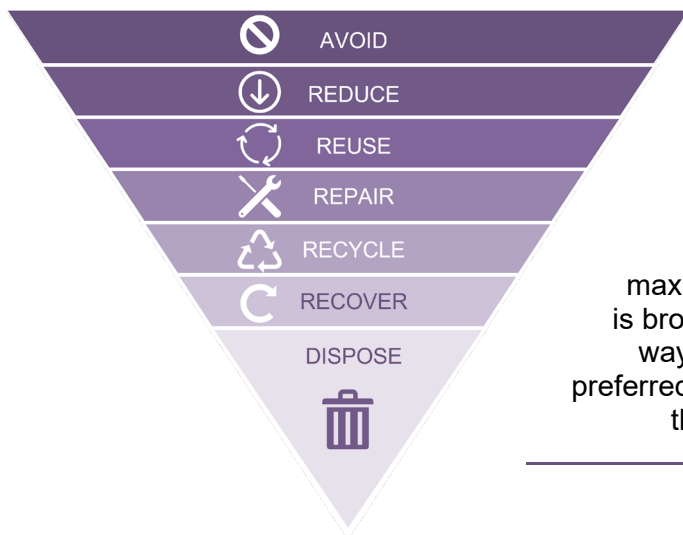 AVOID
REDUCE
REUSE
REPAIR
RECYCLE
RECOVER
DISPOSE
max
is bro
way
preferred
th